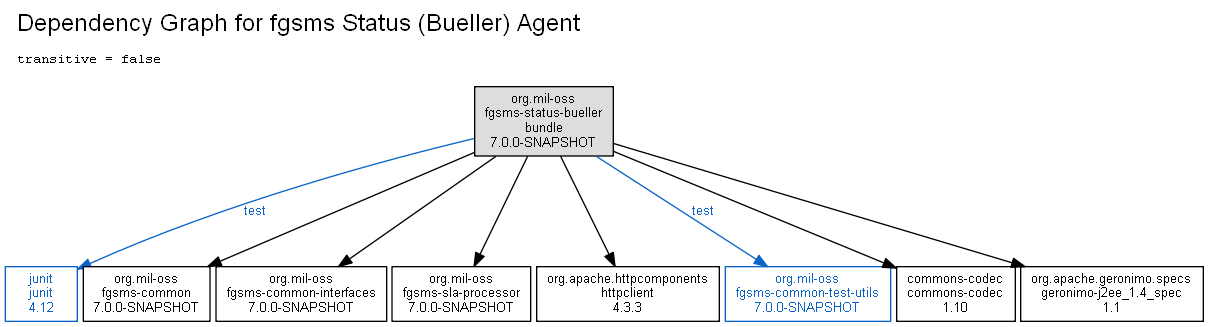 Dependency Graph for fgsms Status (Bueller) Agent
transitive = false
org.mil-oss
fgsms-status-bueller
bundle
7.0.0-SNAPSHOT
test
test
junit
junit
4.12
org.mil-oss
fgsms-common
7.0.0-SNAPSHOT
org.mil-oss
fgsms-common-interfaces
7.0.0-SNAPSHOT
org.mil-oss
fgsms-sla-processor
7.0.0-SNAPSHOT
org.apache.httpcomponents
httpclient
4.3.3
org.mil-oss
fgsms-common-test-utils
7.0.0-SNAPSHOT
commons-codec
commons-codec
1.10
org.apache.geronimo.specs
geronimo-j2ee_1.4_spec
1.1